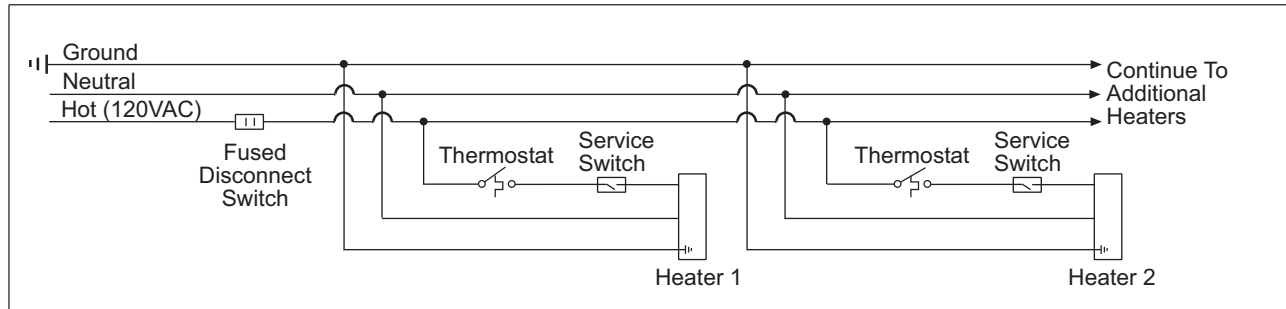 Ground
Neutral
Hot (120VAC)
Continue To
Additional
Heaters
Fused
Disconnect
Switch
Thermostat
Service
Switch
Thermostat
Service
Switch
Heater 1
Heater 2